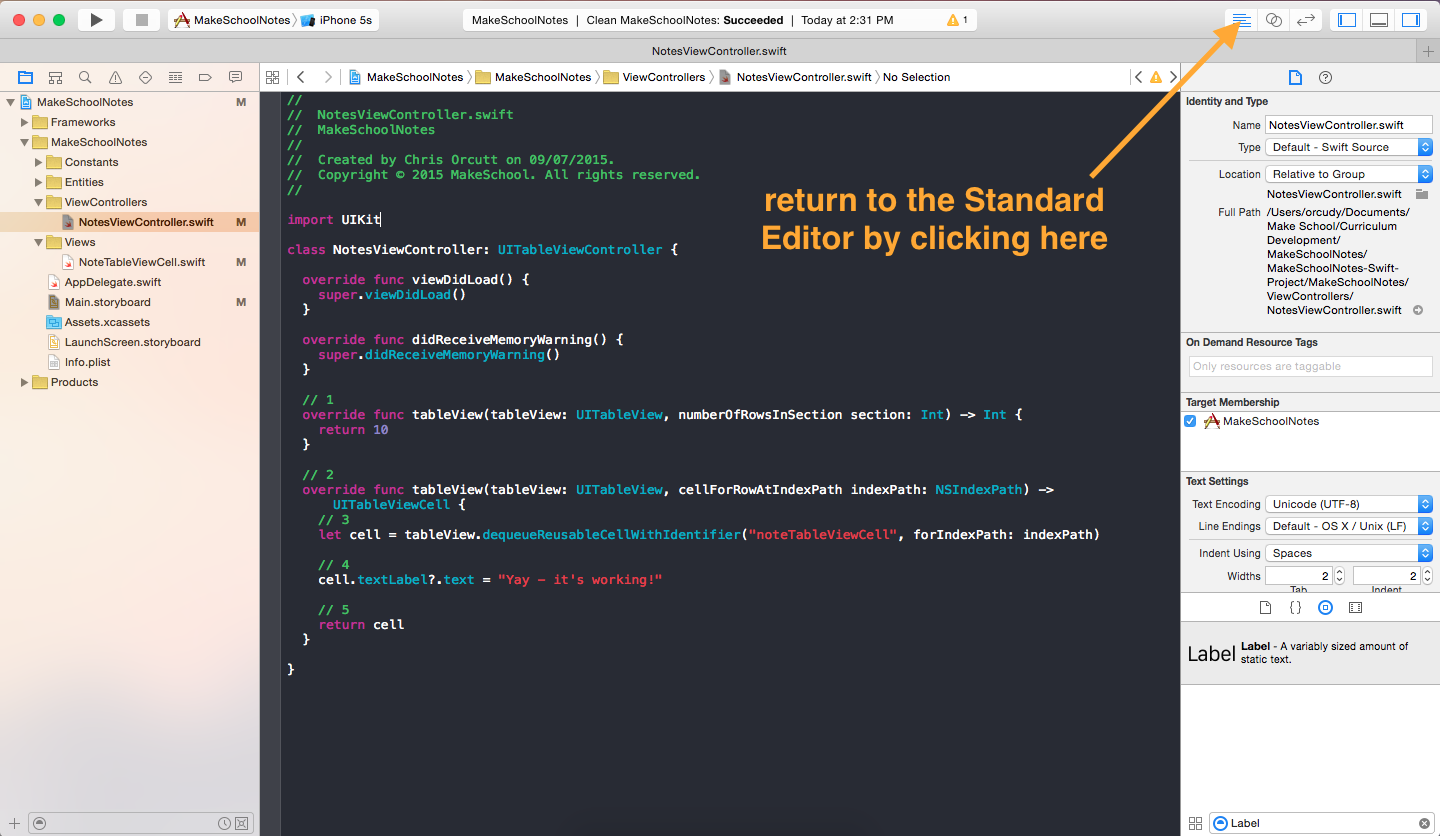 MakeSchoolNotes iPhone 5s
MakeSchoolNotes | Clean MakeSchoolNotes: Succeeded | Today at 2:31 PM 1
NotesViewController.swift
MakeSchoolNotes MakeSchoolNotes ViewControllers NotesViewController.swift No Selection
MakeSchoolNotes M
Frameworks
MakeSchoolNotes
Constants
Entities
ViewControllers
NotesViewController.swift M
Views
NoteTableViewCell.swift M
AppDelegate.swift
Main.storyboard M
Assets.xcassets
LaunchScreen.storyboard
Info.plist
Products
//
// NotesViewController.swift
// MakeSchoolNotes
//
// Created by Chris Orcutt on 09/07/2015.
// Copyright © 2015 MakeSchool. All rights reserved.
//
import UIKit
class NotesViewController: UITableViewController {
override func viewDidLoad() {
super.viewDidLoad()
}
override func didReceiveMemoryWarning() {
super.didReceiveMemoryWarning()
}
// 1
override func tableView(tableView: UITableView, numberOfRowsInSection section: Int) -> Int {
return 10
}
// 2
override func tableView(tableView: UITableView, cellForRowAtIndexPath indexPath: NSIndexPath) ->
UITableViewCell {
// 3
let cell = tableView.dequeueReusableCellWithIdentifier("noteTableViewCell", forIndexPath: indexPath)
// 4
cell.textLabel?.text = "Yay - it's working!"
// 5
return cell
}
}
return to the Standard
Editor by clicking here
Identity and Type
Name NotesViewController.swift
Type Default - Swift Source
Location Relative to Group
NotesViewController.swift
Full Path /Users/orcudy/Documents/
Make School/Curriculum
Development/
MakeSchoolNotes/
MakeSchoolNotes-Swift-
Project/MakeSchoolNotes/
ViewControllers/
NotesViewController.swift
On Demand Resource Tags
Only resources are taggable
Target Membership
MakeSchoolNotes
Text Settings
Text Encoding Unicode (UTF-8)
Line Endings Default - OS X / Unix (LF)
Indent Using Spaces
Widths 2 2
Tab Indent
{}
Label Label - A variably sized amount of
static text.
Label